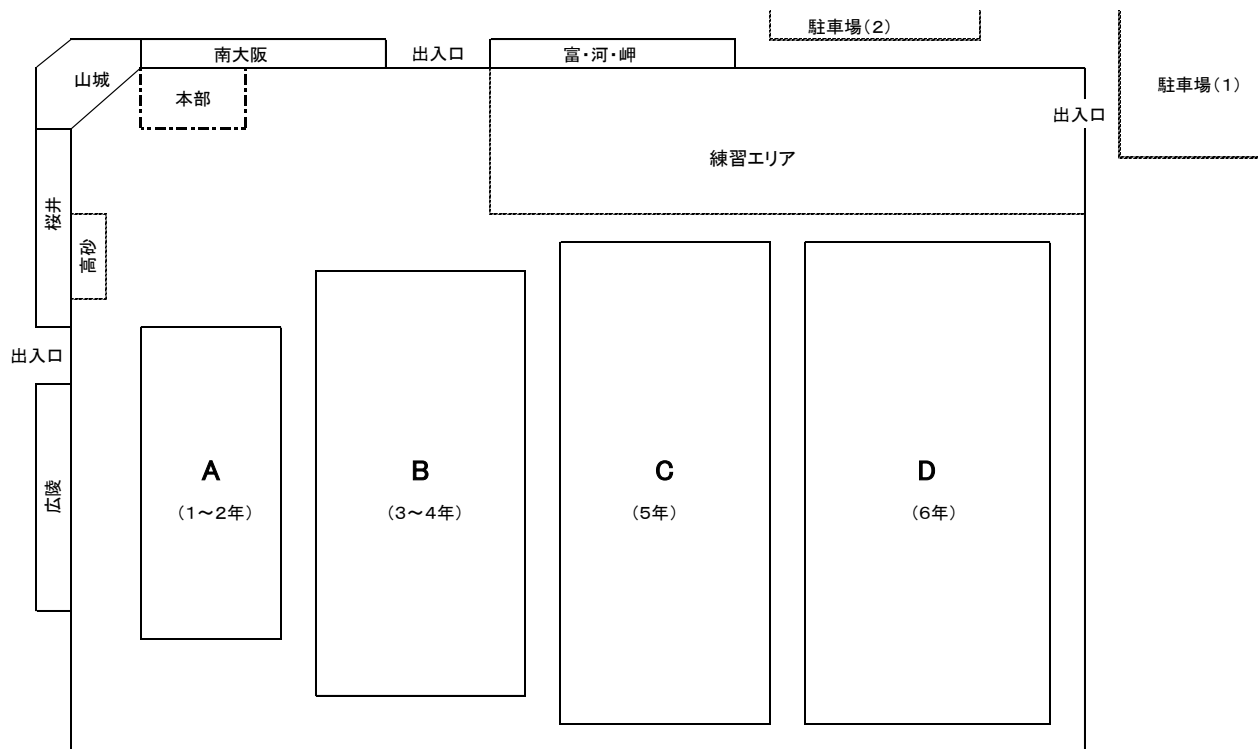 駐車場（2）
南大阪
出入口
富・河・岬
山城
本部
駐車場（1）
出入口
練習エリア
桜井
高砂
出入口
広陵
A
（1～2年）
B
（3～4年）
C
（5年）
D
（6年）